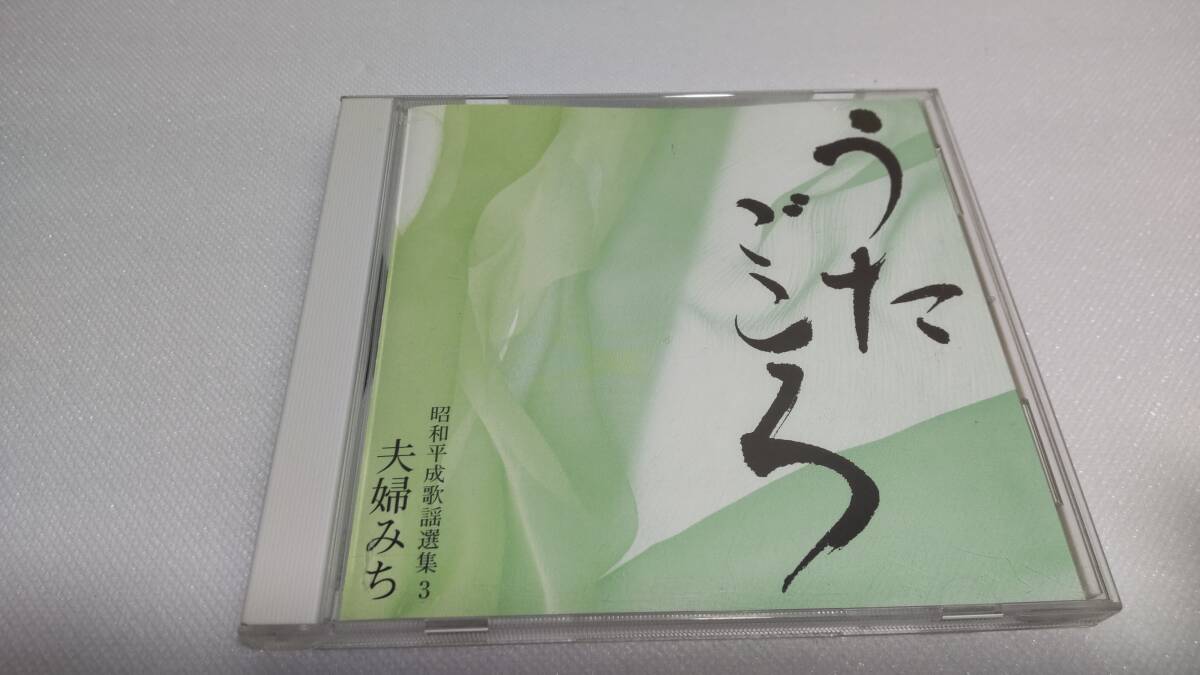 うた
ごころ
昭和平成歌謡選集 3
夫婦みち